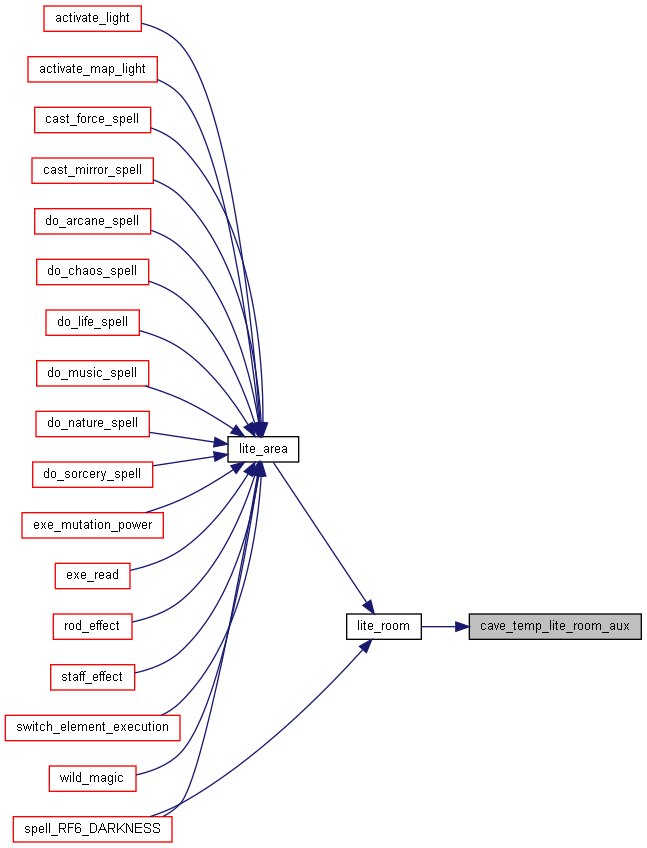 activate_light
activate_map_light
cast_force_spell
cast_mirror_spell
do_arcane_spell
do_chaos_spell
do_life_spell
do_music_spell
do_nature_spell
lite_area
do_sorcery_spell
exe_mutation_power
exe_read
rod_effect
lite_room
cave_temp_lite_room_aux
staff_effect
switch_element_execution
wild_magic
spell_RF6_DARKNESS